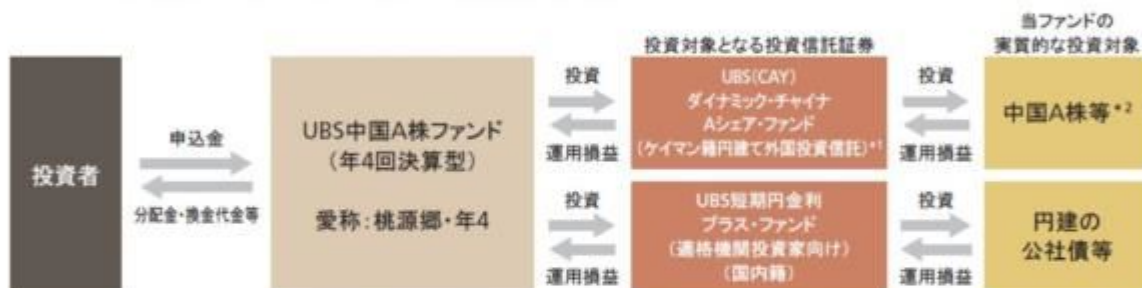 当ファンドの
実質的な投資対象
投資対象となる投資信託証券
投資者
申込金
分配金・換金代金等
UBS中国A株ファンド
(年4回決算型)
愛称:桃源郷・年4
投資
運用損益
UBS(CAY)
ダイナミック・チャイナ
Aシェア・ファンド
(ケイマン籍円建て外国投資信託)*1
投資
運用損益
中国A株等*2
投資
運用損益
UBS短期円金利
プラス・ファンド
(適格機関投資家向け)
(国内籍)
投資
運用損益
円建の
公社債等